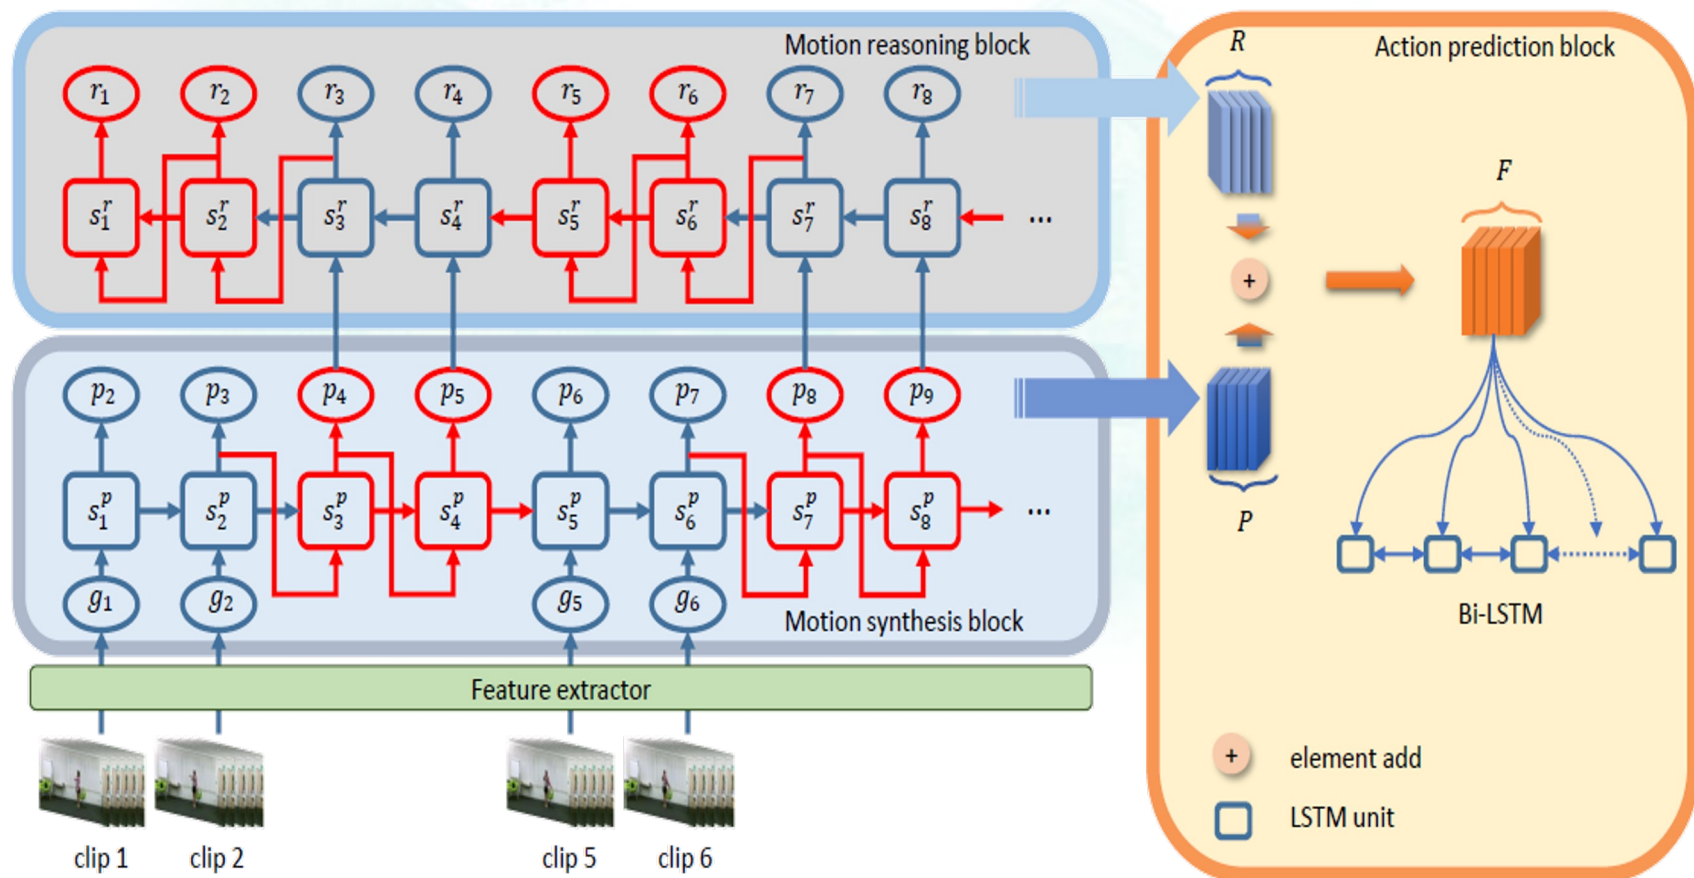 Motion reasoning block
r₁ r₂ r₃ r₄ r₅ r₆ r₇ r₈
s₁ʳ s₂ʳ s₃ʳ s₄ʳ s₅ʳ s₆ʳ s₇ʳ s₈ʳ ...
p₂ p₃ p₄ p₅ p₆ p₇ p₈ p₉
s₁ᵖ s₂ᵖ s₃ᵖ s₄ᵖ s₅ᵖ s₆ᵖ s₇ᵖ s₈ᵖ ...
g₁ g₂ g₅ g₆
Motion synthesis block
Feature extractor
clip 1 clip 2 clip 5 clip 6
Action prediction block
R
F
+
P
Bi-LSTM
+ element add
LSTM unit